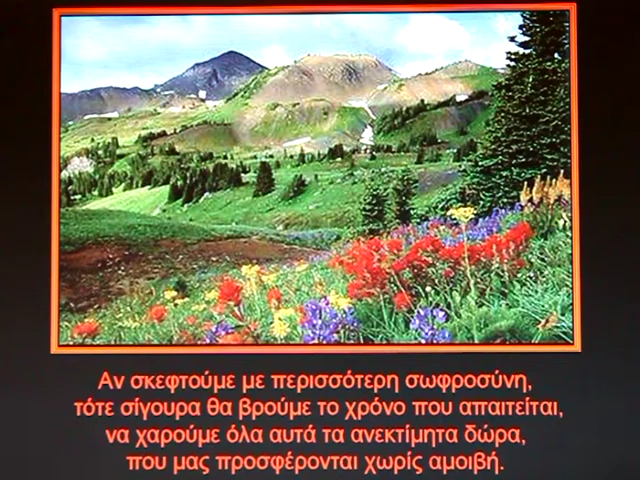 Αν σκεφτούμε με περισσότερη σωφροσύνη,
τότε σίγουρα θα βρούμε το χρόνο που απαιτείται,
να χαρούμε όλα αυτά τα ανεκτίμητα δώρα,
που μας προσφέρονται χωρίς αμοιβή.